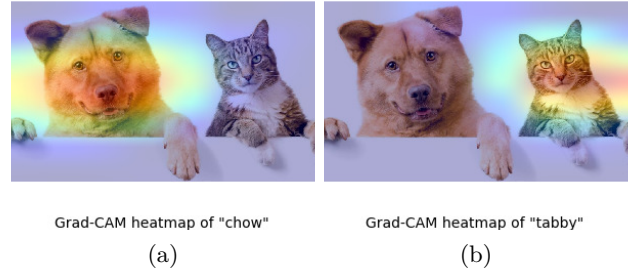 Grad-CAM heatmap of "chow"
Grad-CAM heatmap of "tabby"
(a)
(b)